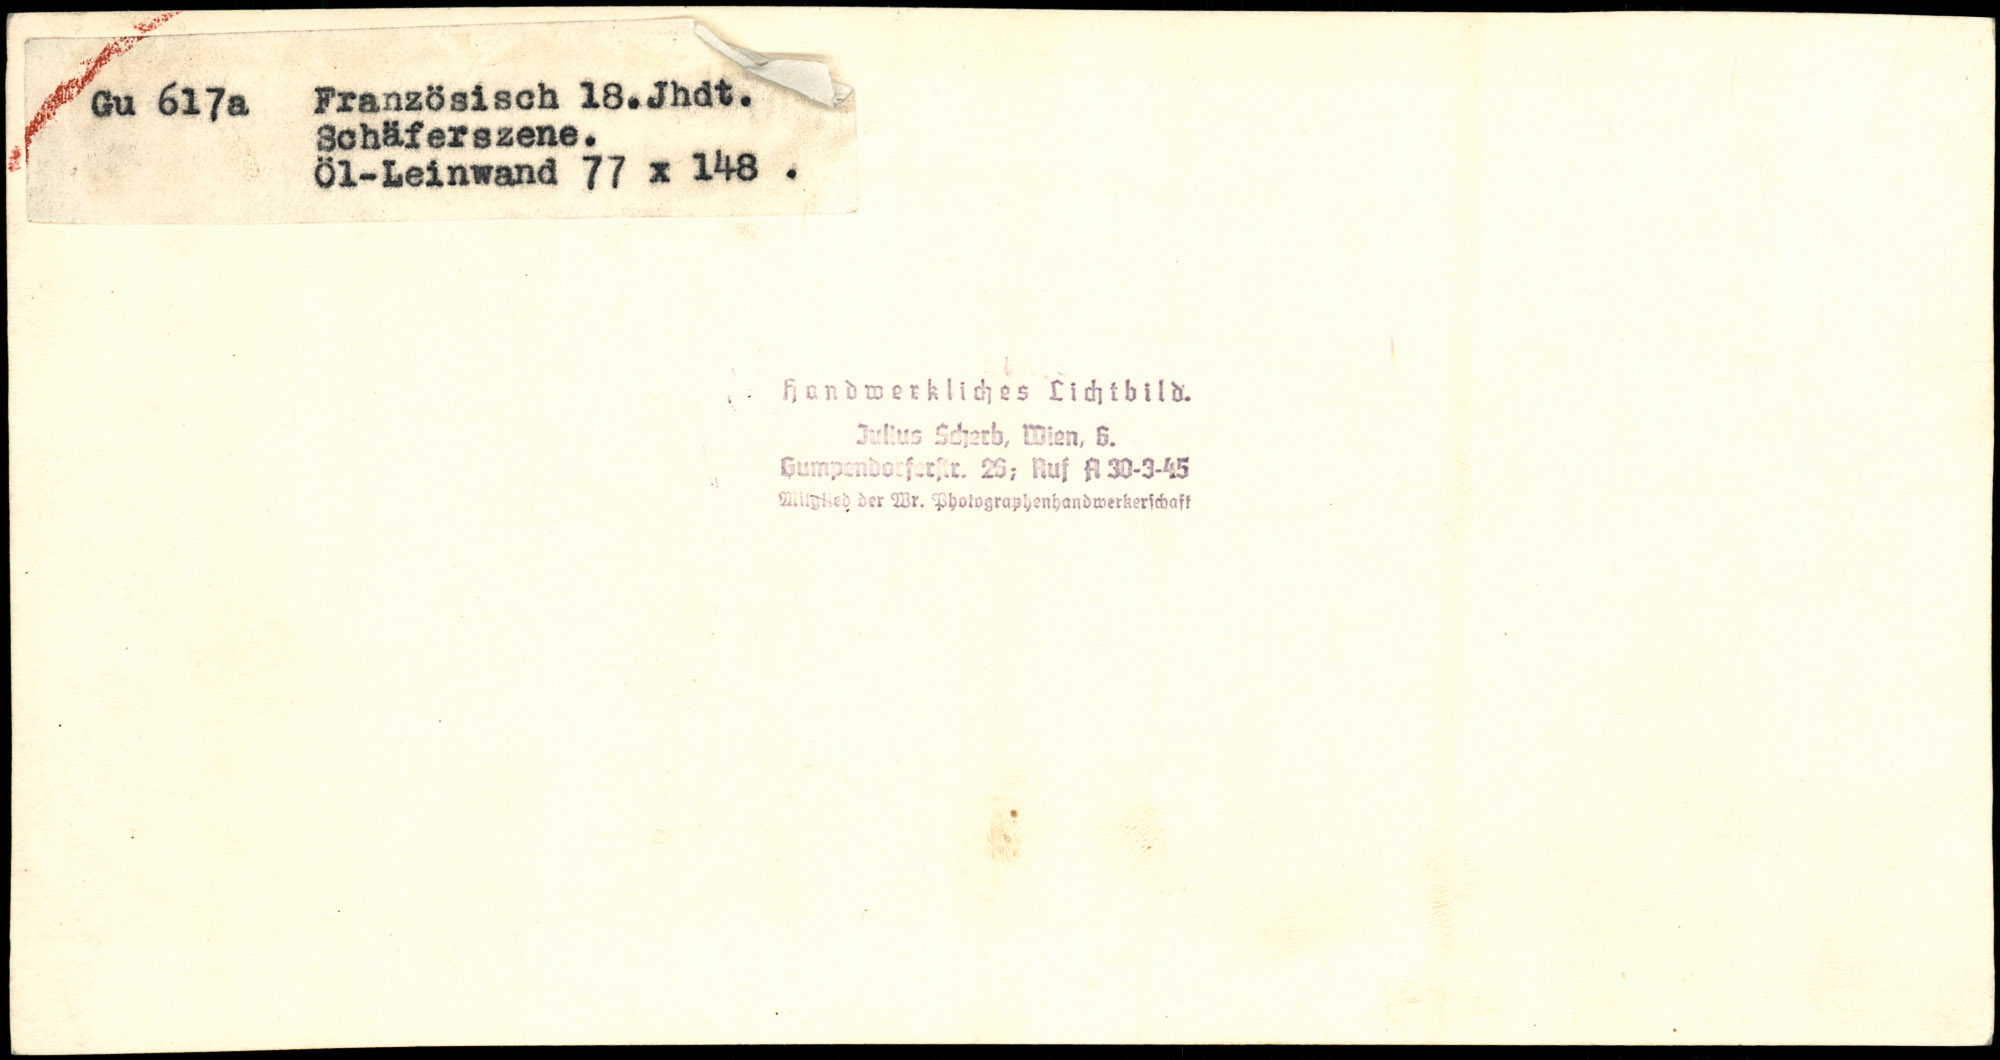 Gu 617a Französisch 18.Jhdt.
Schäferszene.
Öl-Leinwand 77 x 148 .
Handwerkliches Lichtbild.
Julius Scherb, Wien, 6.
Gumpendorferstr. 26; Ruf A 30-3-45
Mitglied der Wr. Photographenhandwerkerschaft